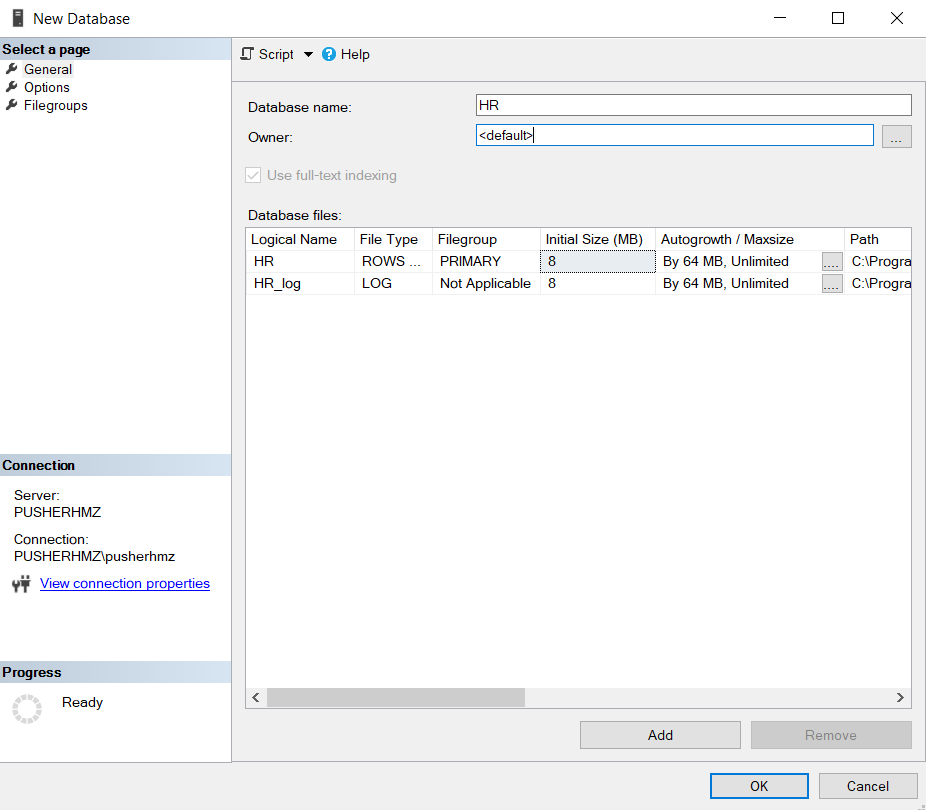 New Database
Select a page
General
Options
Filegroups
Script
Help
Database name:
HR
Owner:
<default>
...
Use full-text indexing
Database files:
Logical Name File Type Filegroup Initial Size (MB) Autogrowth / Maxsize Path
HR ROWS ... PRIMARY 8 By 64 MB, Unlimited .... C:\Progra
HR_log LOG Not Applicable 8 By 64 MB, Unlimited .... C:\Progra
Connection
Server:
PUSHERHMZ
Connection:
PUSHERHMZ\pusherhmz
View connection properties
Progress
Ready
Add
Remove
OK
Cancel